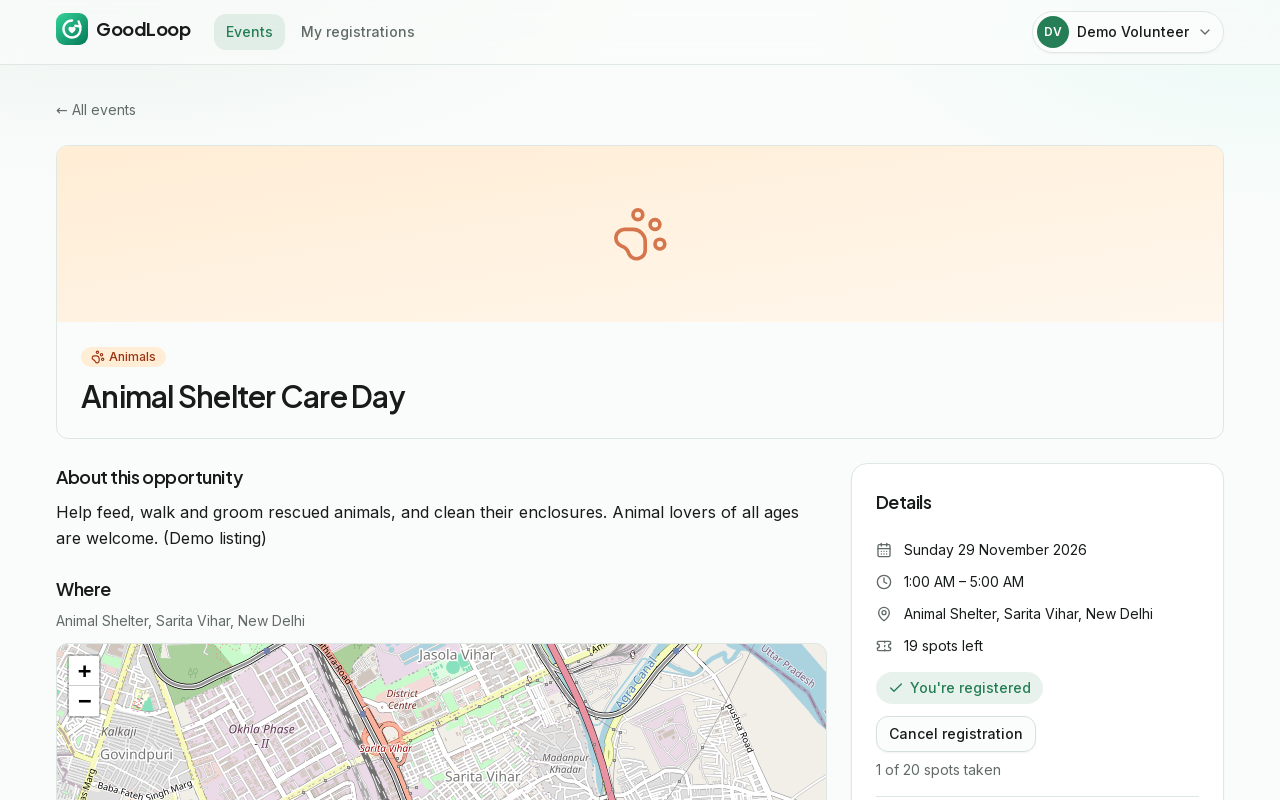 GoodLoop
Events
My registrations
DV
Demo Volunteer
← All events
Animals
Animal Shelter Care Day
About this opportunity
Help feed, walk and groom rescued animals, and clean their enclosures. Animal lovers of all ages
are welcome. (Demo listing)
Where
Animal Shelter, Sarita Vihar, New Delhi
+
−
Jasola Vihar
District
Centre
Agra Canal
Uttar Pradesh
Okhla Phase
- II
Kalkaji
Govindpuri
Sarita Vihar
Sarita Vihar
Madanpur
Khadar
pushta Road
Baba Fateh Singh Marg
Details
Sunday 29 November 2026
1:00 AM – 5:00 AM
Animal Shelter, Sarita Vihar, New Delhi
19 spots left
You're registered
Cancel registration
1 of 20 spots taken